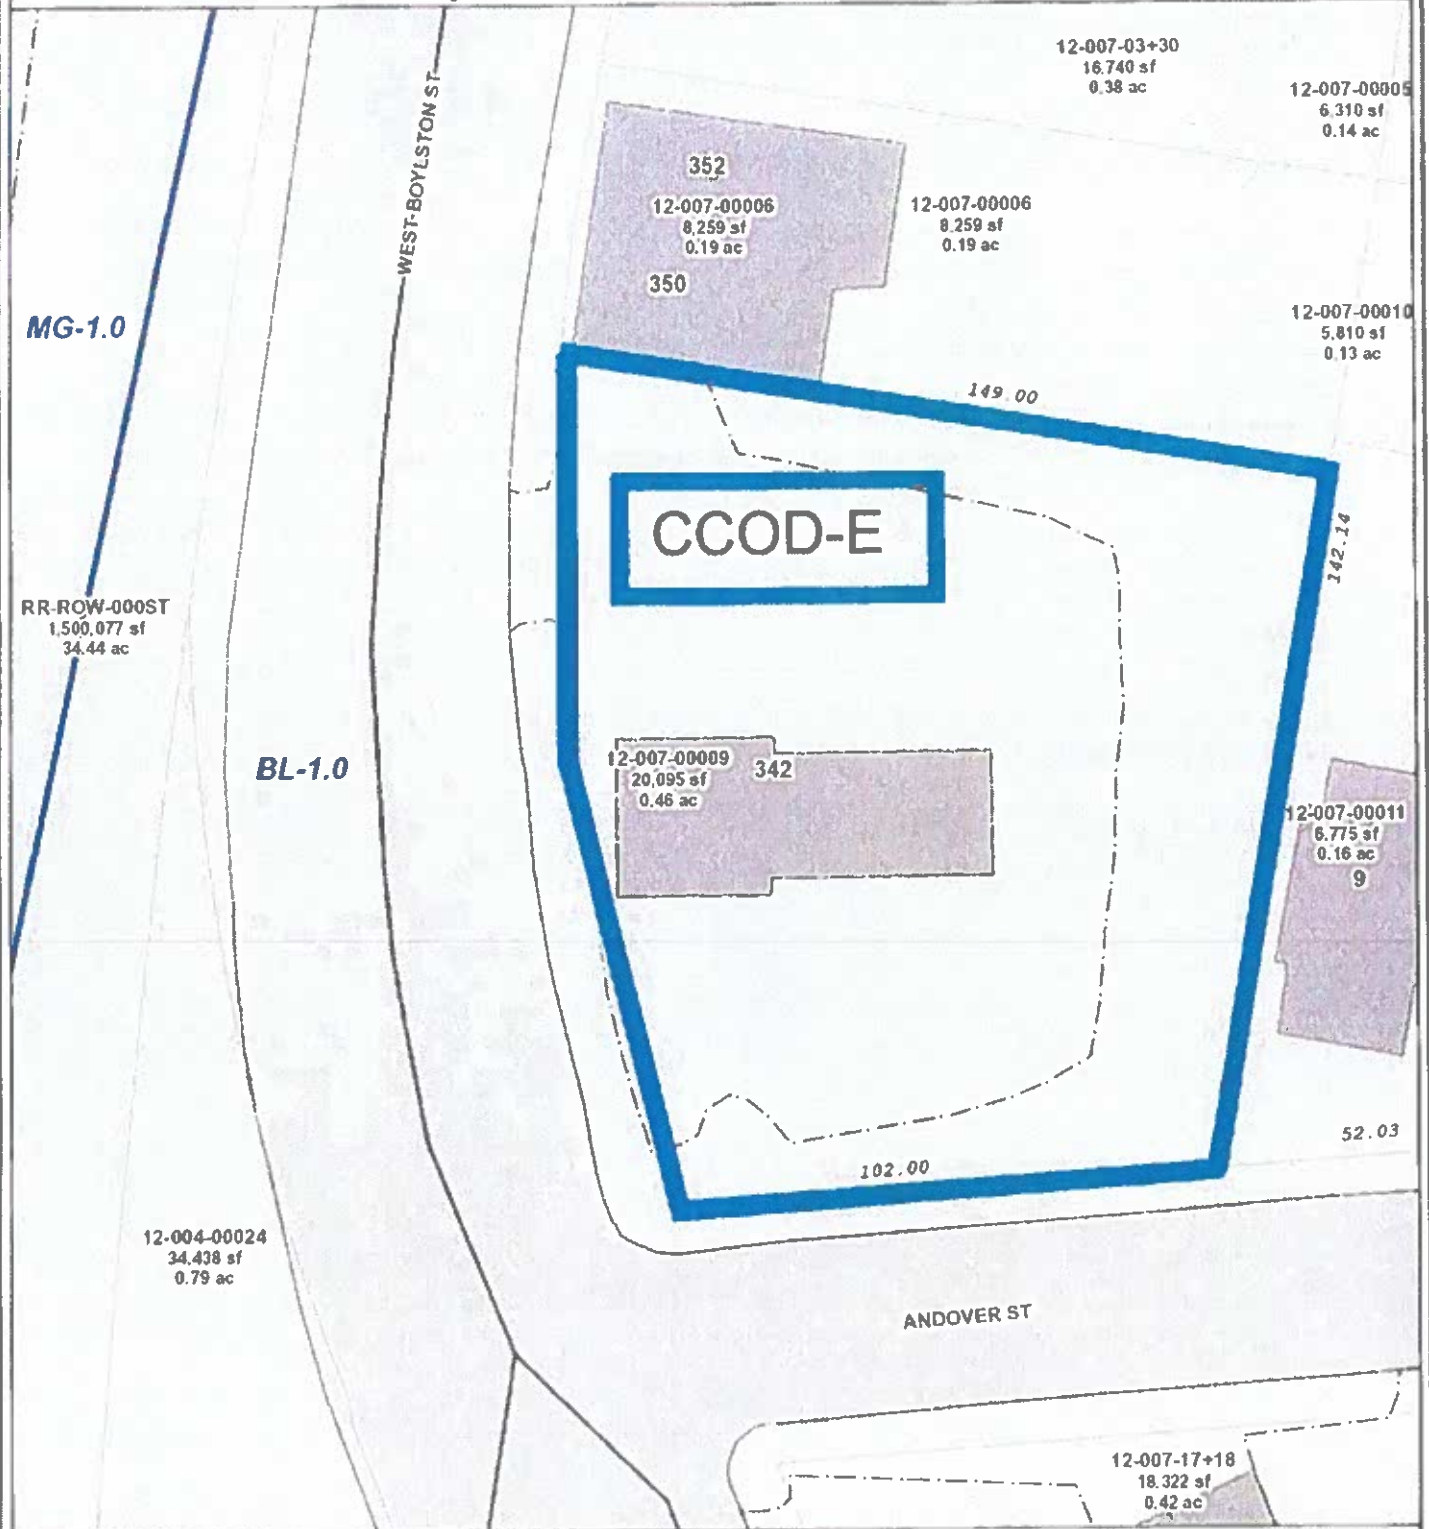 12-007-03+30
16.740 sf
0.38 ac
12-007-00005
6.310 sf
0.14 ac
WEST-BOYLSTON ST
352
12-007-00006
8,259 sf
0.19 ac
350
12-007-00006
8.259 sf
0.19 ac
MG-1.0
12-007-00010
5.810 sf
0.13 ac
149.00
CCOD-E
142.14
RR-ROW-000ST
1,500,077 sf
34.44 ac
BL-1.0
12-007-00009
20,095 sf
0.46 ac
342
12-007-00011
6.775 sf
0.16 ac
9
52.03
102.00
12-004-00024
34.438 sf
0.79 ac
ANDOVER ST
12-007-17+18
18.322 sf
0.42 ac